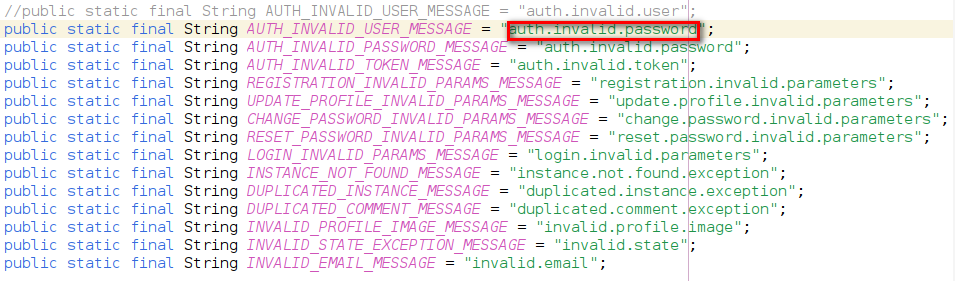 //public static final String AUTH_INVALID_USER_MESSAGE = "auth.invalid.user";
public static final String AUTH_INVALID_USER_MESSAGE = "auth.invalid.password";
public static final String AUTH_INVALID_PASSWORD_MESSAGE = "auth.invalid.password";
public static final String AUTH_INVALID_TOKEN_MESSAGE = "auth.invalid.token";
public static final String REGISTRATION_INVALID_PARAMS_MESSAGE = "registration.invalid.parameters";
public static final String UPDATE_PROFILE_INVALID_PARAMS_MESSAGE = "update.profile.invalid.parameters";
public static final String CHANGE_PASSWORD_INVALID_PARAMS_MESSAGE = "change.password.invalid.parameters";
public static final String RESET_PASSWORD_INVALID_PARAMS_MESSAGE = "reset.password.invalid.parameters";
public static final String LOGIN_INVALID_PARAMS_MESSAGE = "login.invalid.parameters";
public static final String INSTANCE_NOT_FOUND_MESSAGE = "instance.not.found.exception";
public static final String DUPLICATED_INSTANCE_MESSAGE = "duplicated.instance.exception";
public static final String DUPLICATED_COMMENT_MESSAGE = "duplicated.comment.exception";
public static final String INVALID_PROFILE_IMAGE_MESSAGE = "invalid.profile.image";
public static final String INVALID_STATE_EXCEPTION_MESSAGE = "invalid.state";
public static final String INVALID_EMAIL_MESSAGE = "invalid.email";